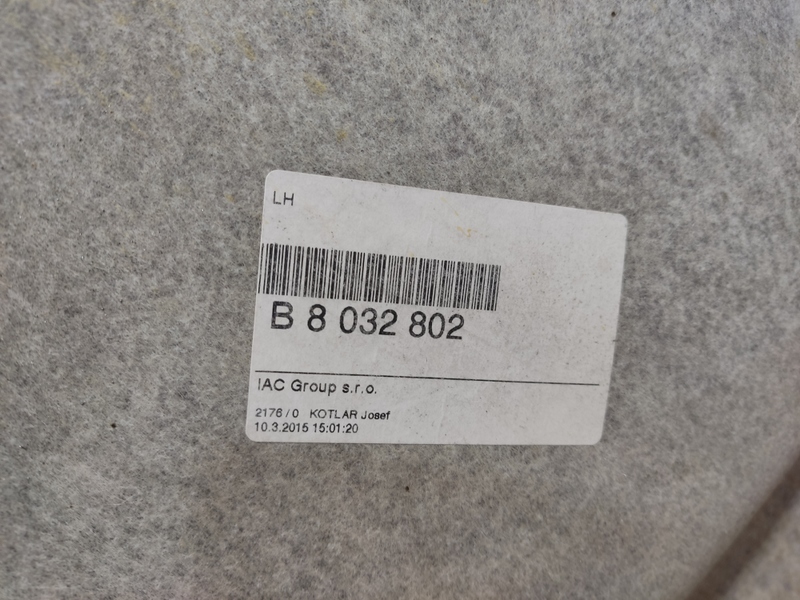 LH
B 8 032 802
IAC Group s.r.o.
2176 / 0 KOTLAR Josef
10.3.2015 15:01:20